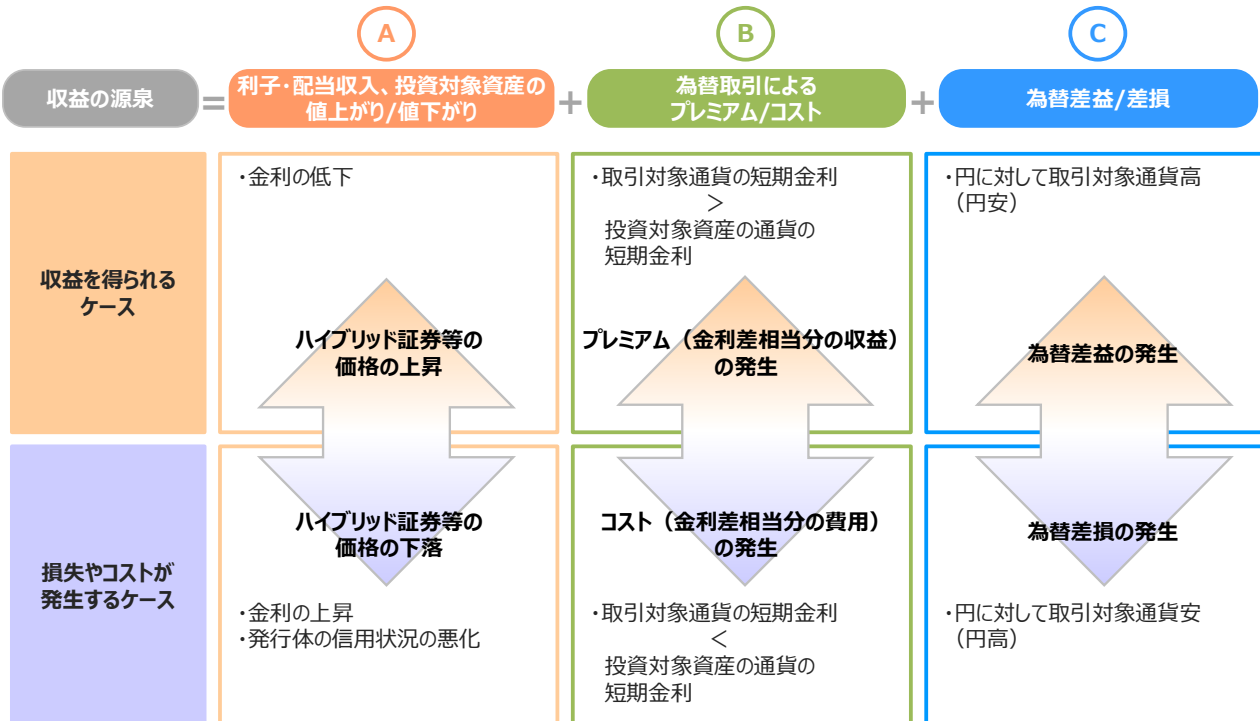 A
B
C
収益の源泉
=
利子・配当収入、投資対象資産の
値上がり/値下がり
+
為替取引による
プレミアム/コスト
+
為替差益/差損
収益を得られる
ケース
・金利の低下
ハイブリッド証券等の
価格の上昇
・取引対象通貨の短期金利
>
投資対象資産の通貨の
短期金利
プレミアム（金利差相当分の収益）
の発生
・円に対して取引対象通貨高
（円安）
為替差益の発生
損失やコストが
発生するケース
ハイブリッド証券等の
価格の下落
・金利の上昇
・発行体の信用状況の悪化
コスト（金利差相当分の費用）
の発生
・取引対象通貨の短期金利
<
投資対象資産の通貨の
短期金利
為替差損の発生
・円に対して取引対象通貨安
（円高）